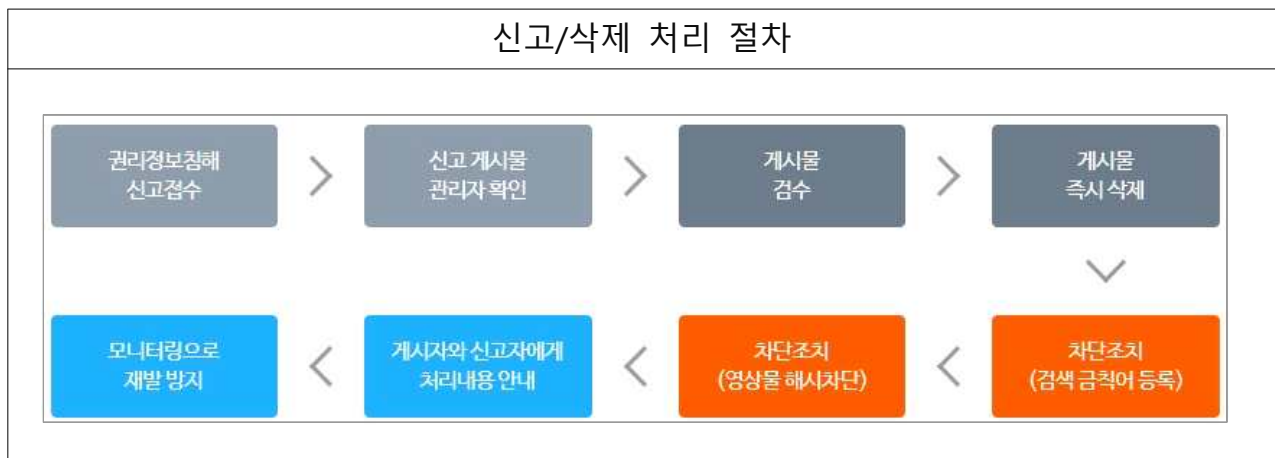 신고/삭제 처리 절차
권리정보침해
신고접수
신고 게시물
관리자 확인
게시물
검수
게시물
즉시 삭제
차단조치
(검색 금칙어 등록)
차단조치
(영상물 해시차단)
게시자와 신고자에게
처리내용 안내
모니터링으로
재발 방지